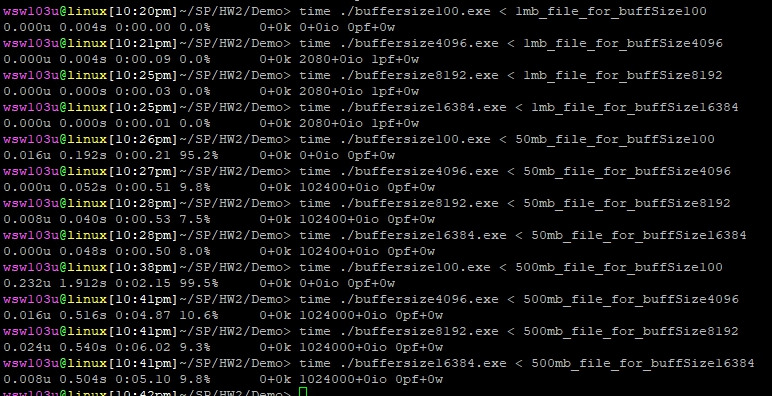 wsw103u@linux[10:20pm]~/SP/HW2/Demo> time ./buffersize100.exe < 1mb_file_for_buffSize100
0.000u 0.004s 0:00.00 0.0%	0+0k 0+0io 0pf+0w
wsw103u@linux[10:21pm]~/SP/HW2/Demo> time ./buffersize4096.exe < 1mb_file_for_buffSize4096
0.000u 0.004s 0:00.09 0.0%	0+0k 2080+0io 1pf+0w
wsw103u@linux[10:25pm]~/SP/HW2/Demo> time ./buffersize8192.exe < 1mb_file_for_buffSize8192
0.000u 0.000s 0:00.03 0.0%	0+0k 2080+0io 1pf+0w
wsw103u@linux[10:25pm]~/SP/HW2/Demo> time ./buffersize16384.exe < 1mb_file_for_buffSize16384
0.000u 0.000s 0:00.01 0.0%	0+0k 2080+0io 1pf+0w
wsw103u@linux[10:26pm]~/SP/HW2/Demo> time ./buffersize100.exe < 50mb_file_for_buffSize100
0.016u 0.192s 0:00.21 95.2%	0+0k 0+0io 0pf+0w
wsw103u@linux[10:27pm]~/SP/HW2/Demo> time ./buffersize4096.exe < 50mb_file_for_buffSize4096
0.000u 0.052s 0:00.51 9.8%	0+0k 102400+0io 0pf+0w
wsw103u@linux[10:28pm]~/SP/HW2/Demo> time ./buffersize8192.exe < 50mb_file_for_buffSize8192
0.008u 0.040s 0:00.53 7.5%	0+0k 102400+0io 0pf+0w
wsw103u@linux[10:28pm]~/SP/HW2/Demo> time ./buffersize16384.exe < 50mb_file_for_buffSize16384
0.000u 0.048s 0:00.50 8.0%	0+0k 102400+0io 0pf+0w
wsw103u@linux[10:38pm]~/SP/HW2/Demo> time ./buffersize100.exe < 500mb_file_for_buffSize100
0.232u 1.912s 0:02.15 99.5%	0+0k 0+0io 0pf+0w
wsw103u@linux[10:41pm]~/SP/HW2/Demo> time ./buffersize4096.exe < 500mb_file_for_buffSize4096
0.016u 0.516s 0:04.87 10.6%	0+0k 1024000+0io 0pf+0w
wsw103u@linux[10:41pm]~/SP/HW2/Demo> time ./buffersize8192.exe < 500mb_file_for_buffSize8192
0.024u 0.540s 0:06.02 9.3%	0+0k 1024000+0io 0pf+0w
wsw103u@linux[10:41pm]~/SP/HW2/Demo> time ./buffersize16384.exe < 500mb_file_for_buffSize16384
0.008u 0.504s 0:05.10 9.8%	0+0k 1024000+0io 0pf+0w
wsw103u@linux[10:42pm]~/SP/HW2/Demo>